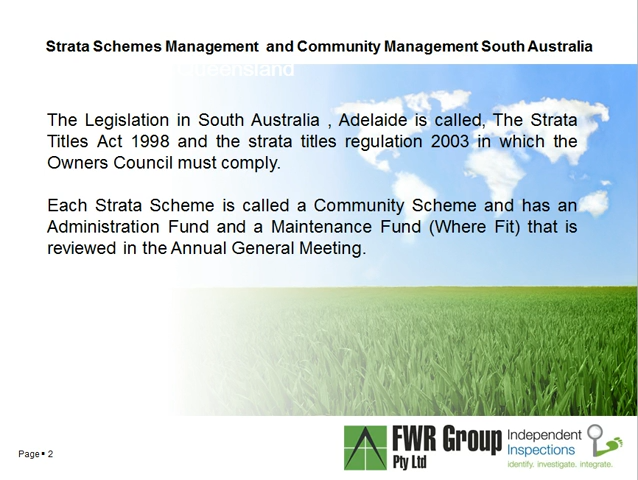 Strata Schemes Management and Community Management South Australia
Queensland
The Legislation in South Australia , Adelaide is called, The Strata
Titles Act 1998 and the strata titles regulation 2003 in which the
Owners Council must comply.
Each Strata Scheme is called a Community Scheme and has an
Administration Fund and a Maintenance Fund (Where Fit) that is
reviewed in the Annual General Meeting.
FWR Group
Pty Ltd
Independent
Inspections
identify. investigate. integrate.
Page ▪ 2